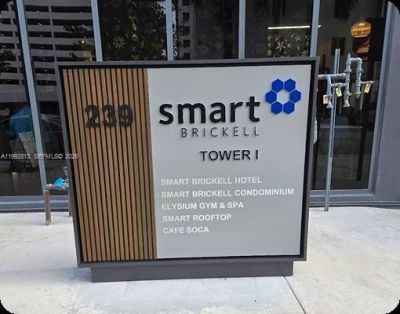 239
smart
BRICKELL
TOWER I
SMART BRICKELL HOTEL
SMART BRICKELL CONDOMINIUM
ELYSIUM GYM & SPA
SMART ROOFTOP
CAFE SOCA